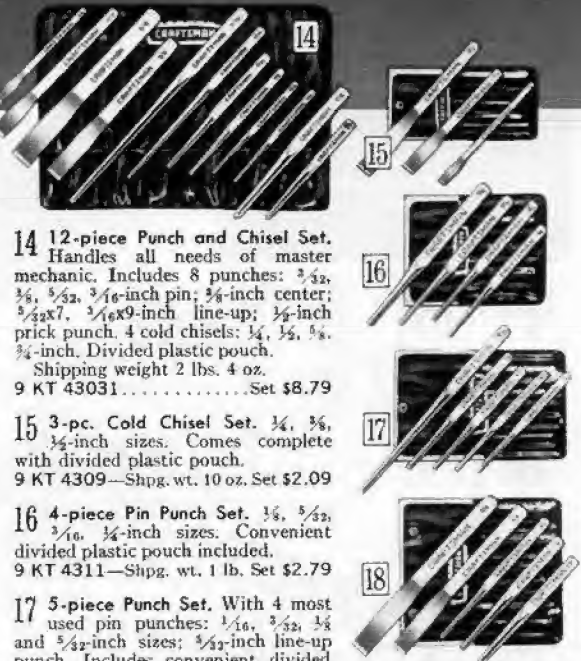 CRAFTSMAN
14
15
16
17
18
14 12-piece Punch and Chisel Set.
Handles all needs of master
mechanic. Includes 8 punches: 3/32,
1/8, 5/32, 3/16-inch pin; 3/8-inch center;
5/32x7, 3/16x9-inch line-up; 1/2-inch
prick punch. 4 cold chisels: 1/4, 1/2, 5/8,
3/4-inch. Divided plastic pouch.
Shipping weight 2 lbs. 4 oz.
9 KT 43031..............Set $8.79
15 3-pc. Cold Chisel Set. 1/4, 3/8,
1/2-inch sizes. Comes complete
with divided plastic pouch.
9 KT 4309—Shpg. wt. 10 oz. Set $2.09
16 4-piece Pin Punch Set. 1/8, 5/32,
3/16, 1/4-inch sizes. Convenient
divided plastic pouch included.
9 KT 4311—Shpg. wt. 1 lb. Set $2.79
17 5-piece Punch Set. With 4 most
used pin punches: 1/16, 3/32, 1/8
and 5/32-inch sizes; 5/32-inch line-up
punch. Includes convenient divided